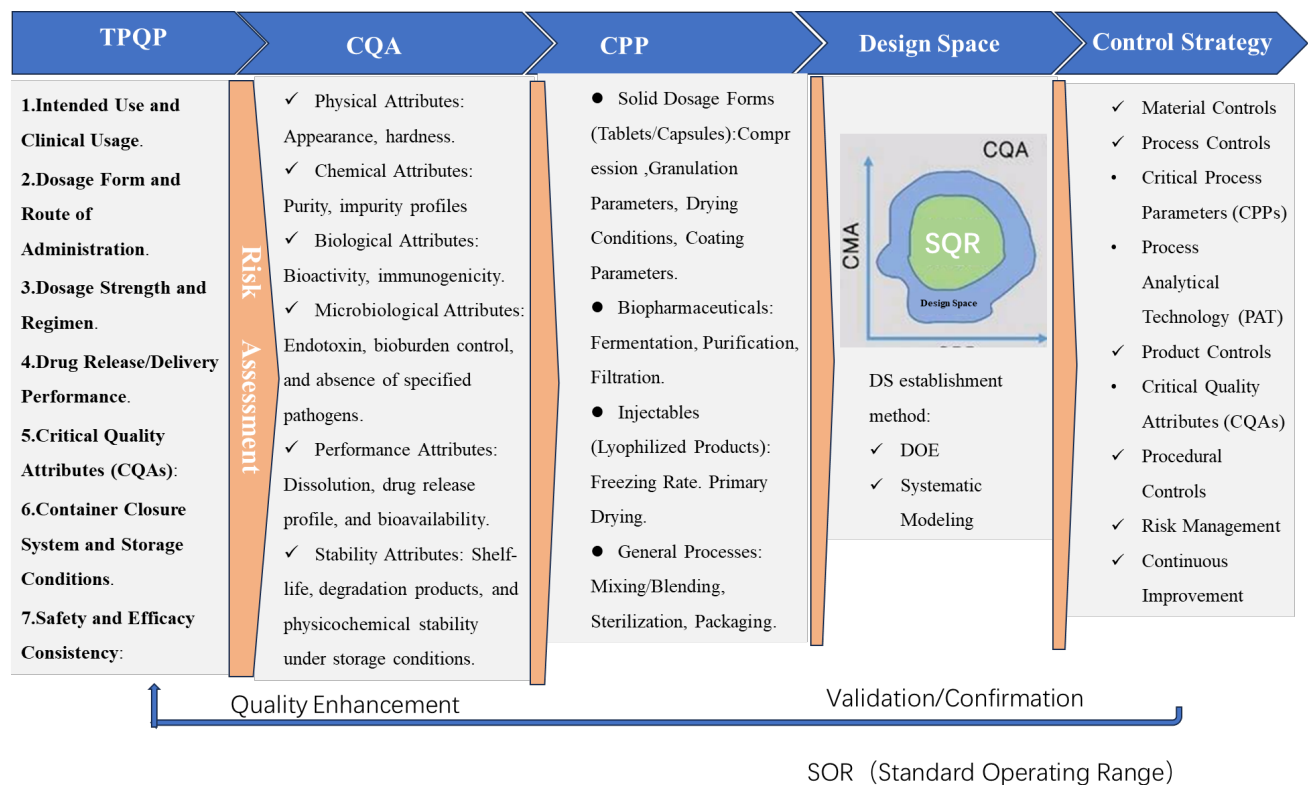 TPQP
CQA
CPP
Design Space
Control Strategy
1.Intended Use and
Clinical Usage.
2.Dosage Form and
Route of
Administration.
3.Dosage Strength and
Regimen.
4.Drug Release/Delivery
Performance.
5.Critical Quality
Attributes (CQAs):
6.Container Closure
System and Storage
Conditions.
7.Safety and Efficacy
Consistency:
Risk Assessment
✓ Physical Attributes:
Appearance, hardness.
✓ Chemical Attributes:
Purity, impurity profiles
✓ Biological Attributes:
Bioactivity, immunogenicity.
✓ Microbiological Attributes:
Endotoxin, bioburden control,
and absence of specified
pathogens.
✓ Performance Attributes:
Dissolution, drug release
profile, and bioavailability.
✓ Stability Attributes: Shelf-
life, degradation products, and
physicochemical stability
under storage conditions.
● Solid Dosage Forms
(Tablets/Capsules):Compr
ession ,Granulation
Parameters, Drying
Conditions, Coating
Parameters.
● Biopharmaceuticals:
Fermentation, Purification,
Filtration.
● Injectables
(Lyophilized Products):
Freezing Rate. Primary
Drying.
● General Processes:
Mixing/Blending,
Sterilization, Packaging.
CQA
CMA
SQR
Design Space
DS establishment
method:
✓ DOE
✓ Systematic
Modeling
✓ Material Controls
✓ Process Controls
• Critical Process
Parameters (CPPs)
• Process
Analytical
Technology (PAT)
✓ Product Controls
• Critical Quality
Attributes (CQAs)
✓ Procedural
Controls
✓ Risk Management
✓ Continuous
Improvement
Quality Enhancement
Validation/Confirmation
SOR（Standard Operating Range）